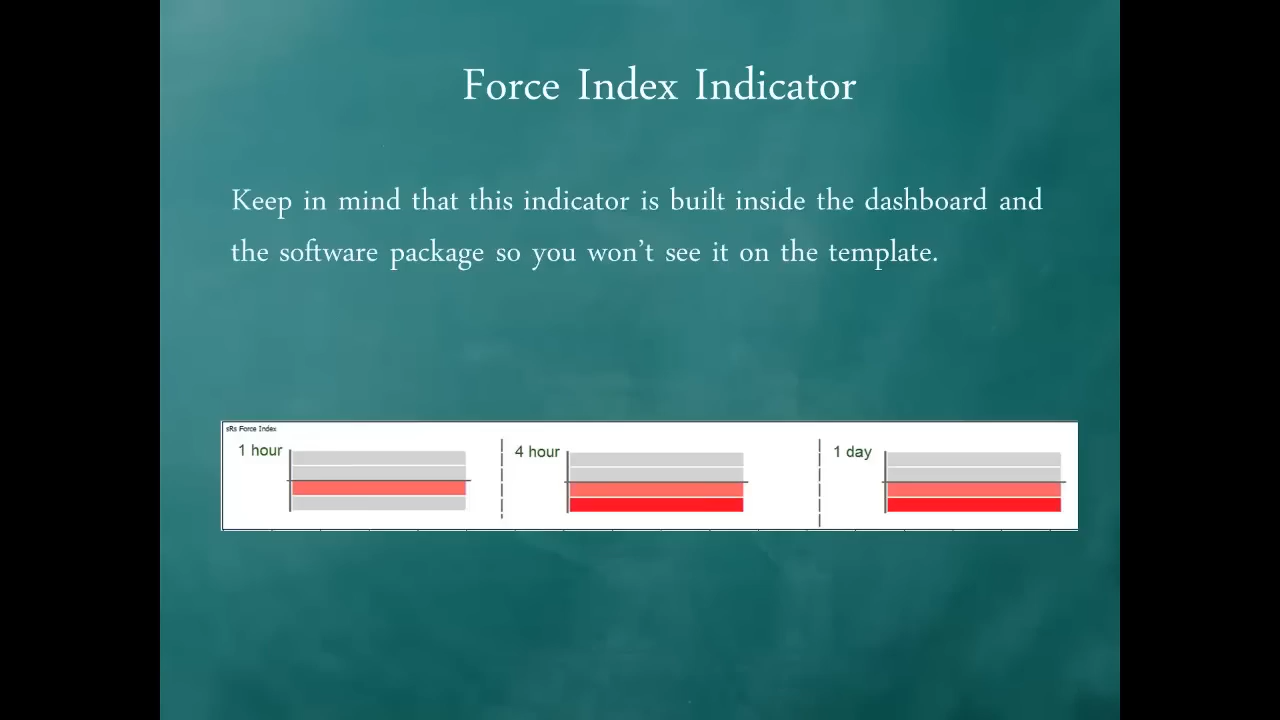 Force Index Indicator
Keep in mind that this indicator is built inside the dashboard and
the software package so you won't see it on the template.
sRs Force Index
1 hour
4 hour
1 day